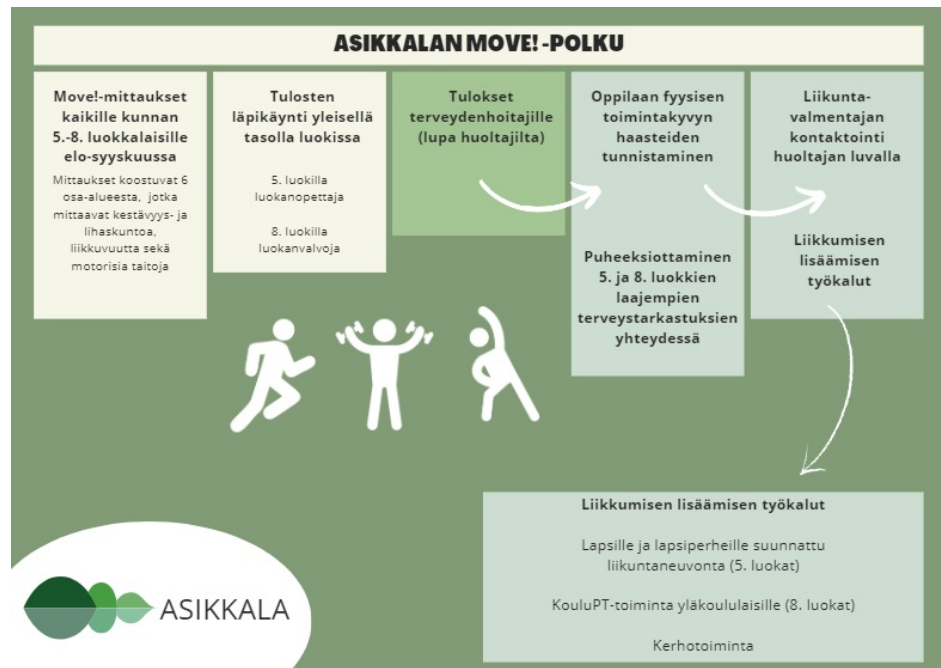 ASIKKALAN MOVE! -POLKU
Move!-mittaukset
kaikille kunnan
5.-8. luokkalaisille
elo-syyskuussa
Mittaukset koostuvat 6
osa-alueesta, jotka
mittaavat kestävyys- ja
lihaskuntoa,
liikkuvuutta sekä
motorisia taitoja
Tulosten
läpikäynti yleisellä
tasolla luokissa
5. luokilla
luokanopettaja
8. luokilla
luokanvalvoja
Tulokset
terveydenhoitajille
(lupa huoltajilta)
Oppilaan fyysisen
toimintakyvyn
haasteiden
tunnistaminen
Puheeksiottaminen
5. ja 8. luokkien
laajempien
terveystarkastuksien
yhteydessä
Liikunta-
valmentajan
kontaktointi
huoltajan luvalla
Liikkumisen
lisäämisen
työkalut
Liikkumisen lisäämisen työkalut
Lapsille ja lapsiperheille suunnattu
liikuntaneuvonta (5. luokat)
KouluPT-toiminta yläkoululaisille (8. luokat)
Kerhotoiminta
ASIKKALA